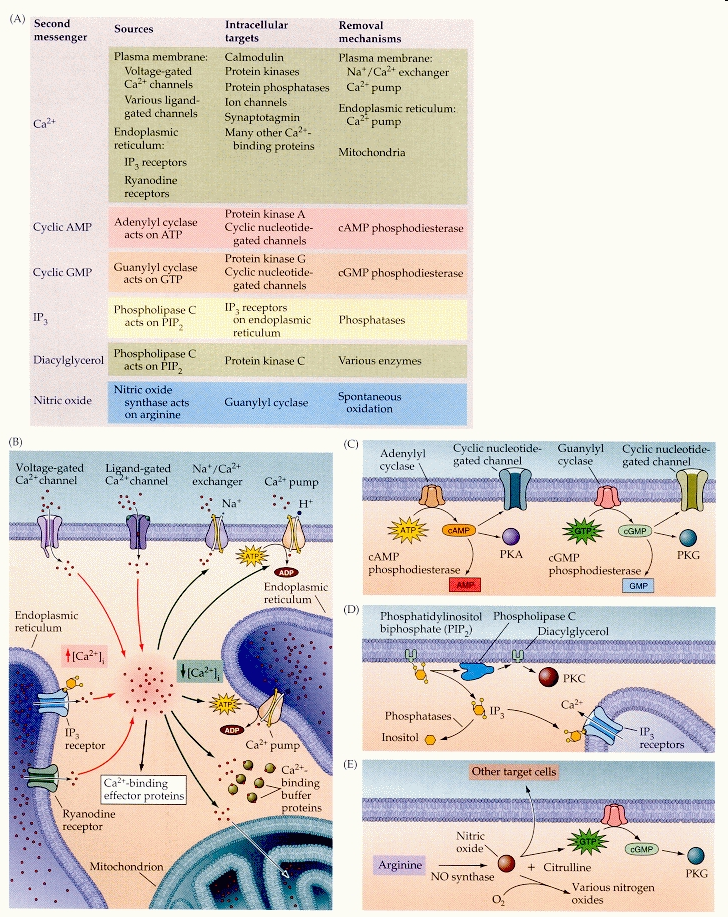 (A)
Second messenger
Sources
Intracellular targets
Removal mechanisms
Ca²⁺
Plasma membrane:
Voltage-gated
Ca²⁺ channels
Various ligand-
gated channels
Endoplasmic
reticulum:
IP₃ receptors
Ryanodine
receptors
Calmodulin
Protein kinases
Protein phosphatases
Ion channels
Synaptotagmin
Many other Ca²⁺-
binding proteins
Plasma membrane:
Na⁺/Ca²⁺ exchanger
Ca²⁺ pump
Endoplasmic reticulum:
Ca²⁺ pump
Mitochondria
Cyclic AMP
Adenylyl cyclase
acts on ATP
Protein kinase A
Cyclic nucleotide-
gated channels
cAMP phosphodiesterase
Cyclic GMP
Guanylyl cyclase
acts on GTP
Protein kinase G
Cyclic nucleotide-
gated channels
cGMP phosphodiesterase
IP₃
Phospholipase C
acts on PIP₂
IP₃ receptors
on endoplasmic
reticulum
Phosphatases
Diacylglycerol
Phospholipase C
acts on PIP₂
Protein kinase C
Various enzymes
Nitric oxide
Nitric oxide
synthase acts
on arginine
Guanylyl cyclase
Spontaneous
oxidation
(B)
Voltage-gated
Ca²⁺channel
Ligand-gated
Ca²⁺channel
Na⁺/Ca²⁺
exchanger
Ca²⁺ pump
Na⁺
H⁺
ATP
ADP
Endoplasmic
reticulum
Endoplasmic
reticulum
↑[Ca²⁺]ᵢ
↓[Ca²⁺]ᵢ
ATP
ADP
Ca²⁺ pump
IP₃
receptor
Ca²⁺-binding
effector proteins
Ca²⁺-
binding
buffer
proteins
Ryanodine
receptor
Mitochondrion
(C)
Adenylyl
cyclase
Cyclic nucleotide-
gated channel
Guanylyl
cyclase
Cyclic nucleotide-
gated channel
ATP
cAMP
PKA
cAMP
phosphodiesterase
AMP
GTP
cGMP
PKG
cGMP
phosphodiesterase
GMP
(D)
Phosphatidylinositol
biphosphate (PIP₂)
Phospholipase C
Diacylglycerol
PKC
IP₃
Ca²⁺
Phosphatases
Inositol
IP₃
receptors
(E)
Other target cells
Nitric
oxide
GTP
cGMP
PKG
Arginine
NO synthase
+ Citrulline
O₂
Various nitrogen
oxides